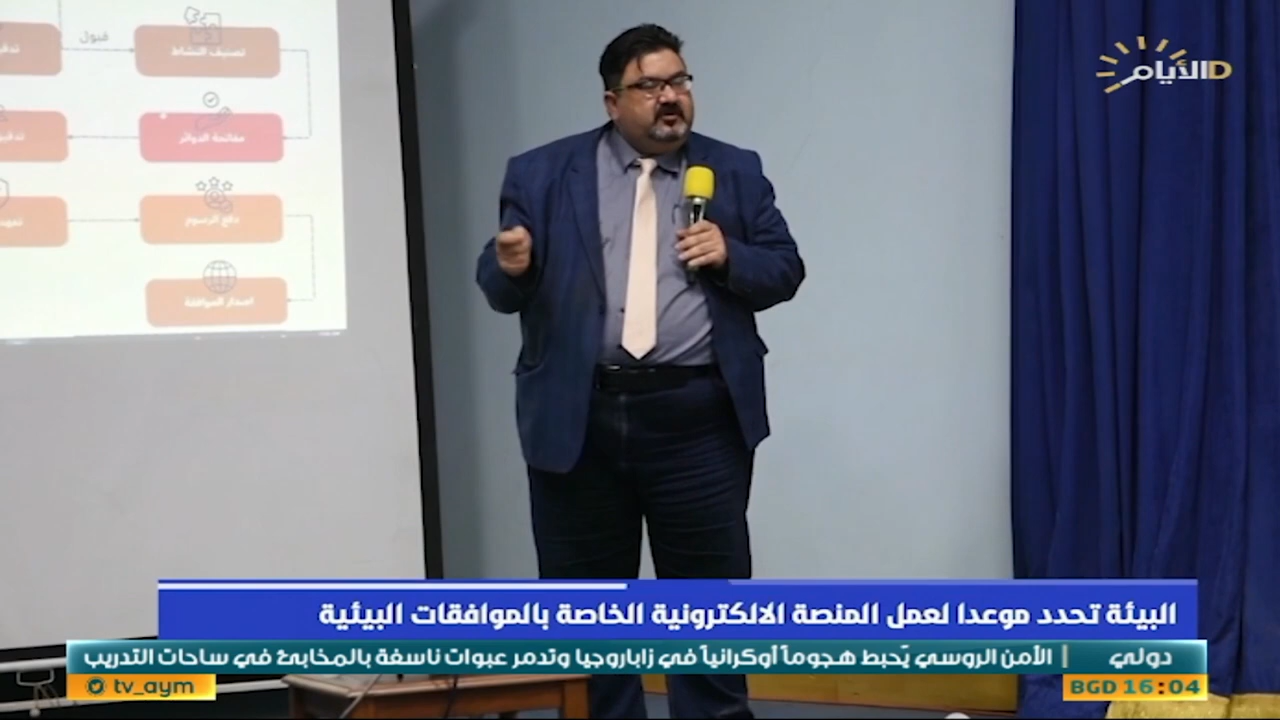 الأيام
قبول
تصنيف النشاط
مفاتحة الدوائر
دفع الرسوم
اصدار الموافقة
البيئة تحدد موعدا لعمل المنصة الالكترونية الخاصة بالموافقات البيئية
دولي | الأمن الروسي يُحبط هجوماً أوكرانياً في زاباروجيا وتدمر عبوات ناسفة بالمخابئ في ساحات التدريب
tv_aym
BGD 16:04